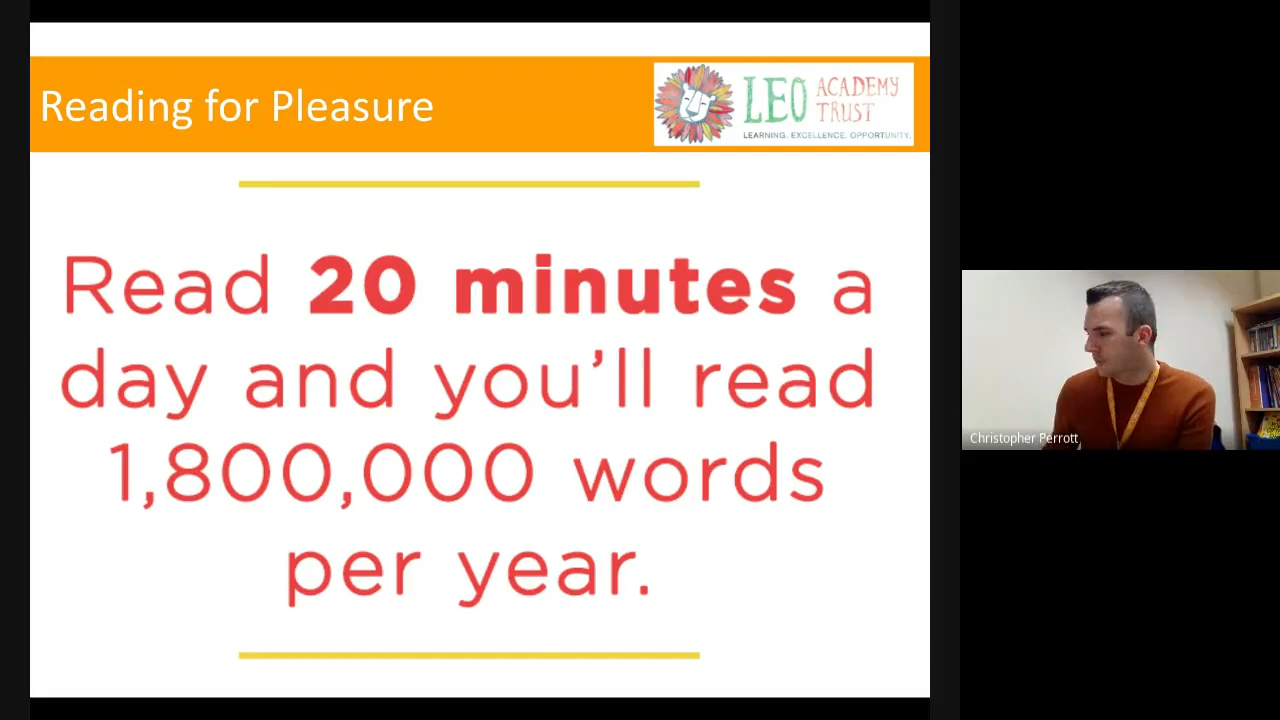 Reading for Pleasure
LEO ACADEMY
TRUST
LEARNING. EXCELLENCE. OPPORTUNITY.
Read 20 minutes a
day and you’ll read
1,800,000 words
per year.
Christopher Perrott